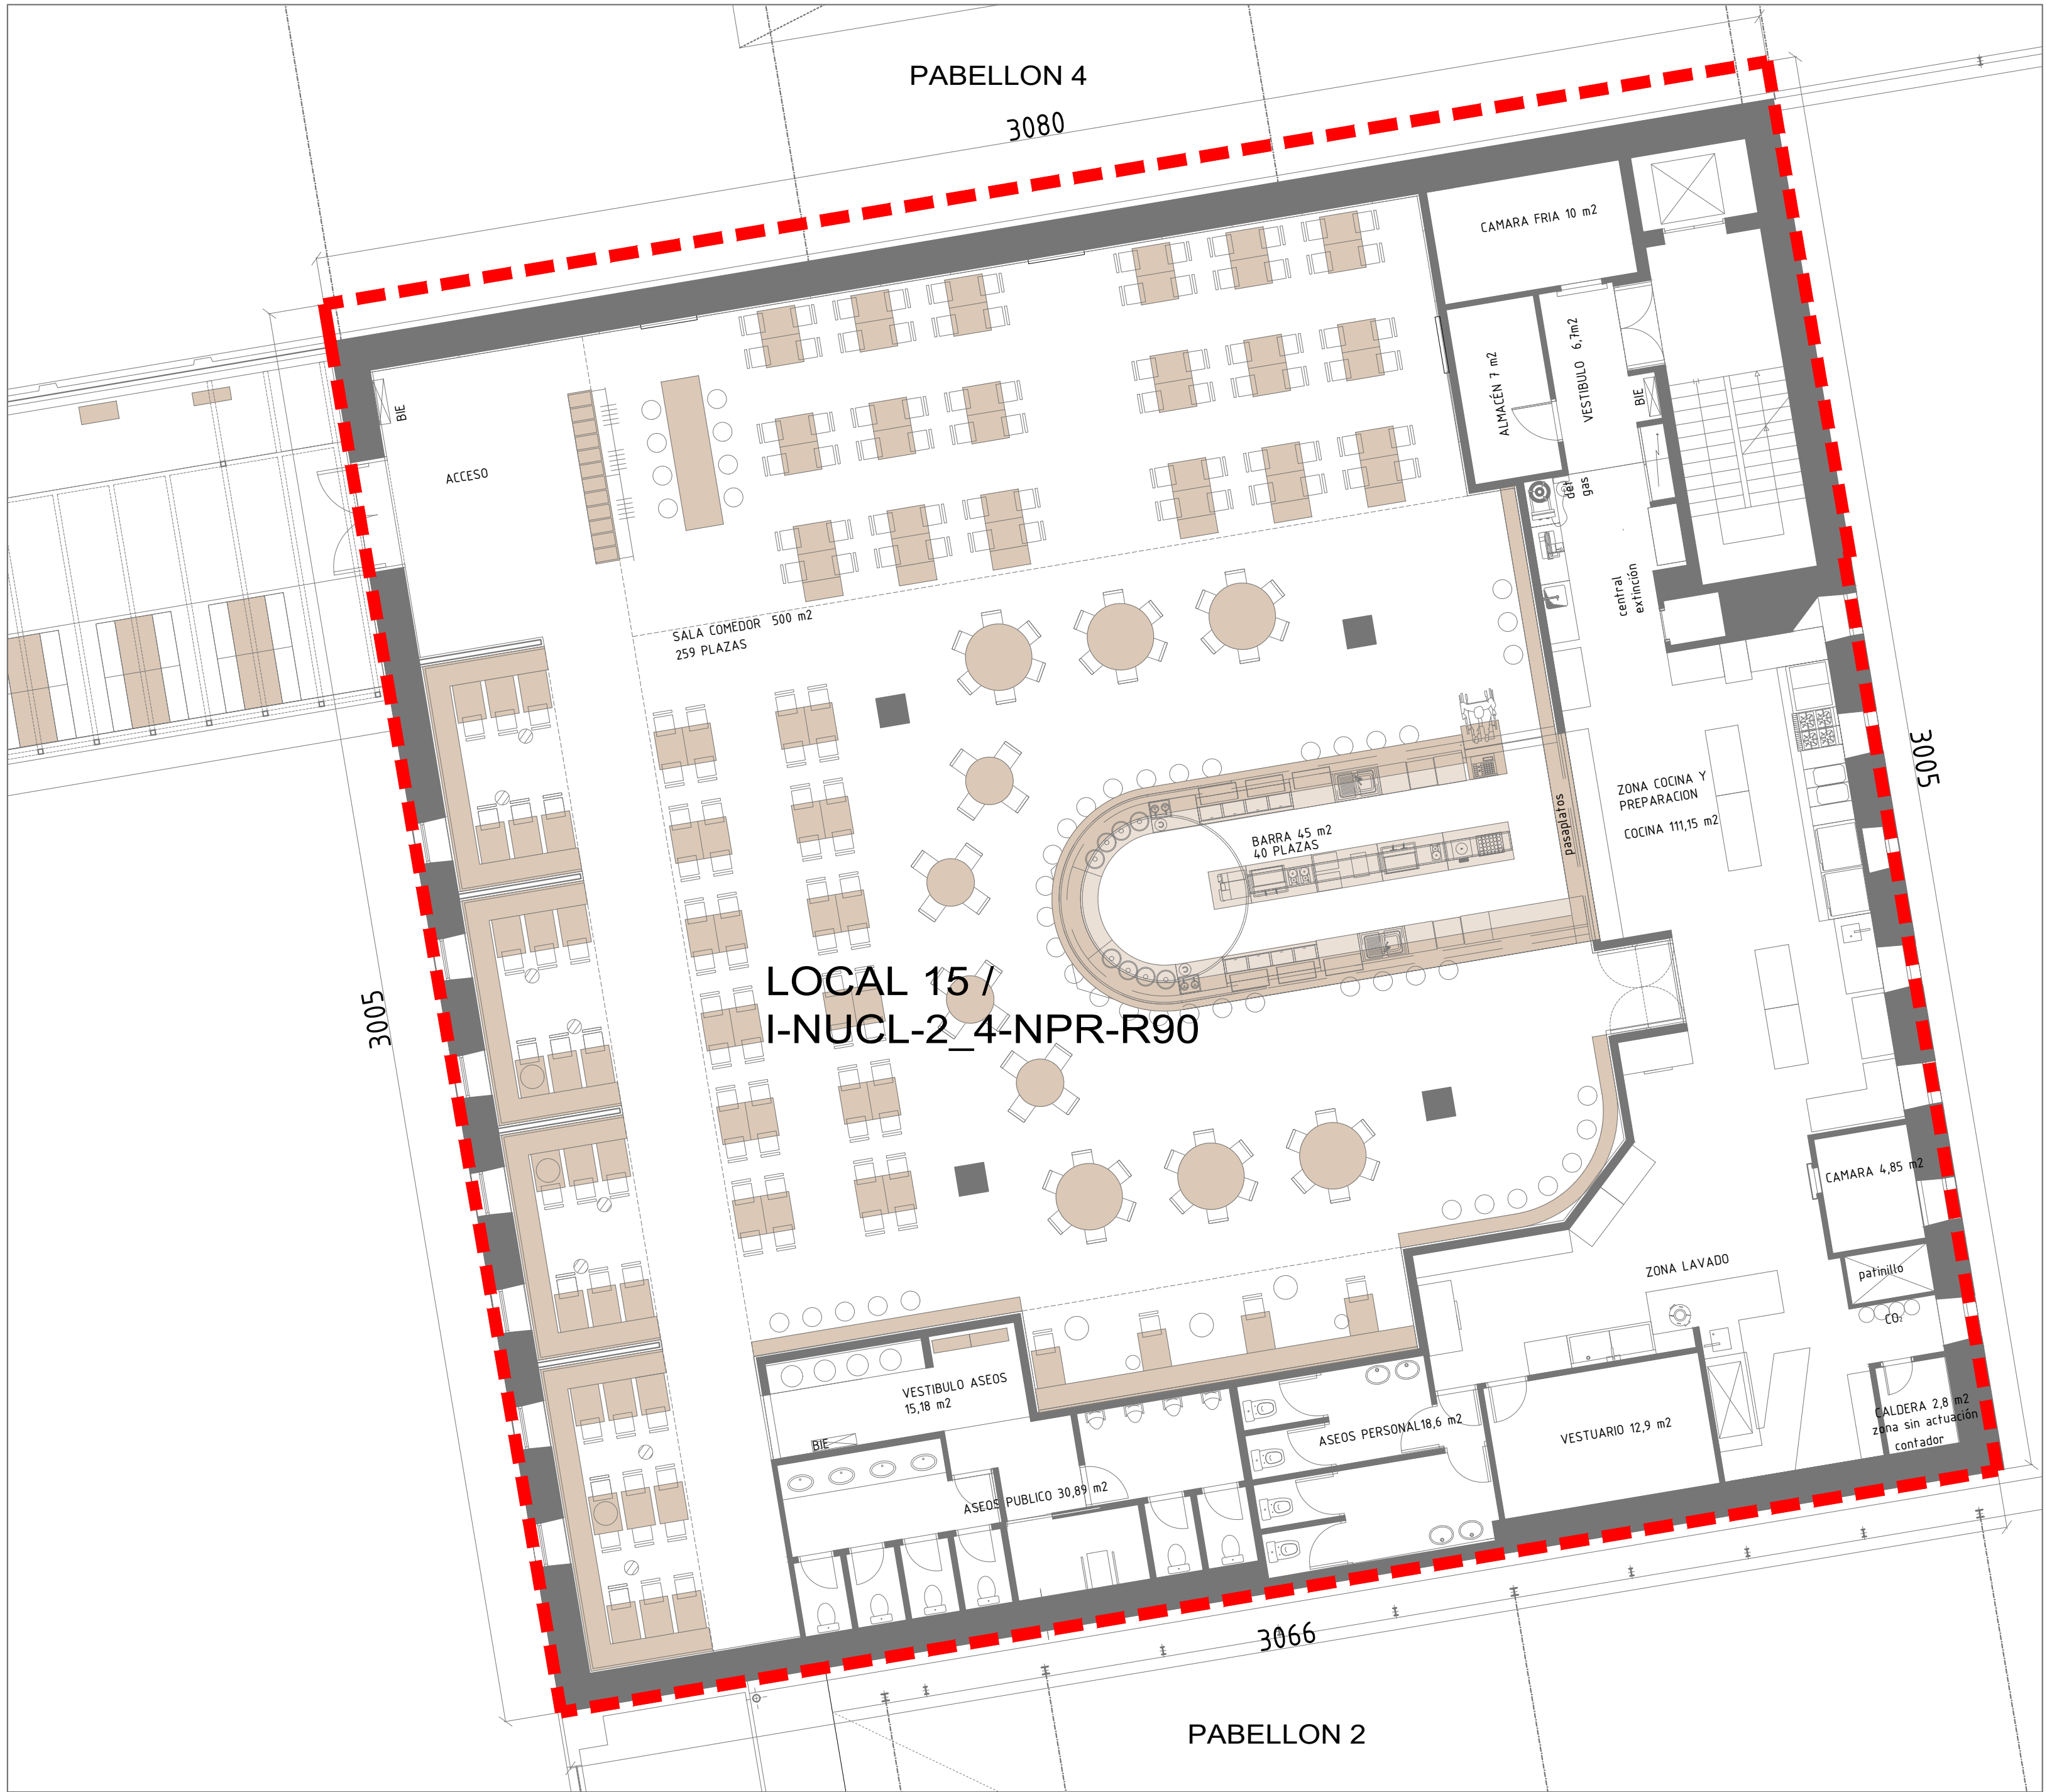 PABELLON 4
3080
CAMARA FRIA 10 m2
BIE
ACCESO
ALMACÉN 7 m2
VESTIBULO 6,7m2
BIE
del
gas
central
extinción
SALA COMEDOR 500 m2
259 PLAZAS
3005
ZONA COCINA Y
PREPARACION
COCINA 111,15 m2
pasaplatos
BARRA 45 m2
40 PLAZAS
LOCAL 15 /
I-NUCL-2_4-NPR-R90
3005
CAMARA 4,85 m2
ZONA LAVADO
patinillo
CO2
VESTIBULO ASEOS
15,18 m2
BIE
ASEOS PERSONAL18,6 m2
VESTUARIO 12,9 m2
CALDERA 2,8 m2
zona sin actuación
contador
ASEOS PUBLICO 30,89 m2
3066
PABELLON 2